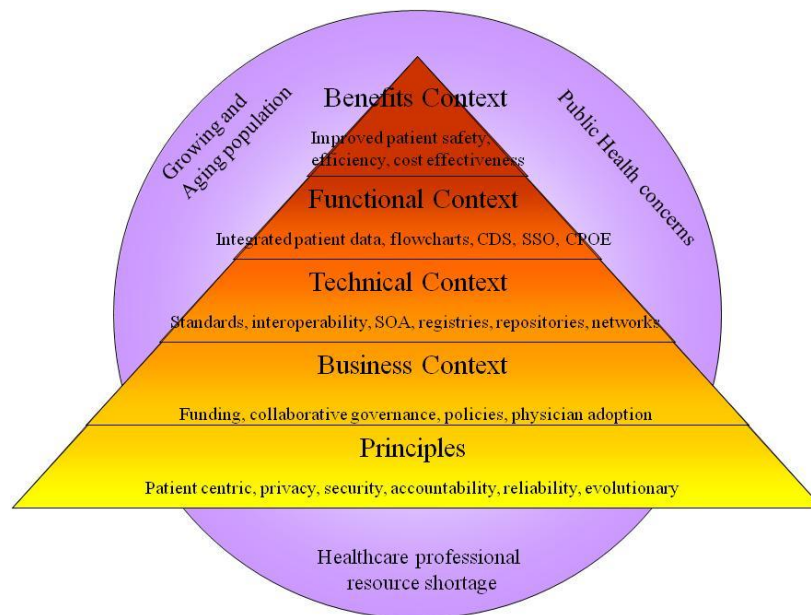 Growing and
Aging population
Public Health concerns
Benefits Context
Improved patient safety,
efficiency, cost effectiveness
Functional Context
Integrated patient data, flowcharts, CDS, SSO, CPOE
Technical Context
Standards, interoperability, SOA, registries, repositories, networks
Business Context
Funding, collaborative governance, policies, physician adoption
Principles
Patient centric, privacy, security, accountability, reliability, evolutionary
Healthcare professional
resource shortage